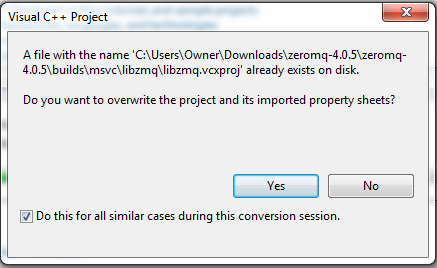 Visual C++ Project
A file with the name 'C:\Users\Owner\Downloads\zeromq-4.0.5\zeromq-
4.0.5\builds\msvc\libzmq\libzmq.vcxproj' already exists on disk.
Do you want to overwrite the project and its imported property sheets?
Yes No
Do this for all similar cases during this conversion session.